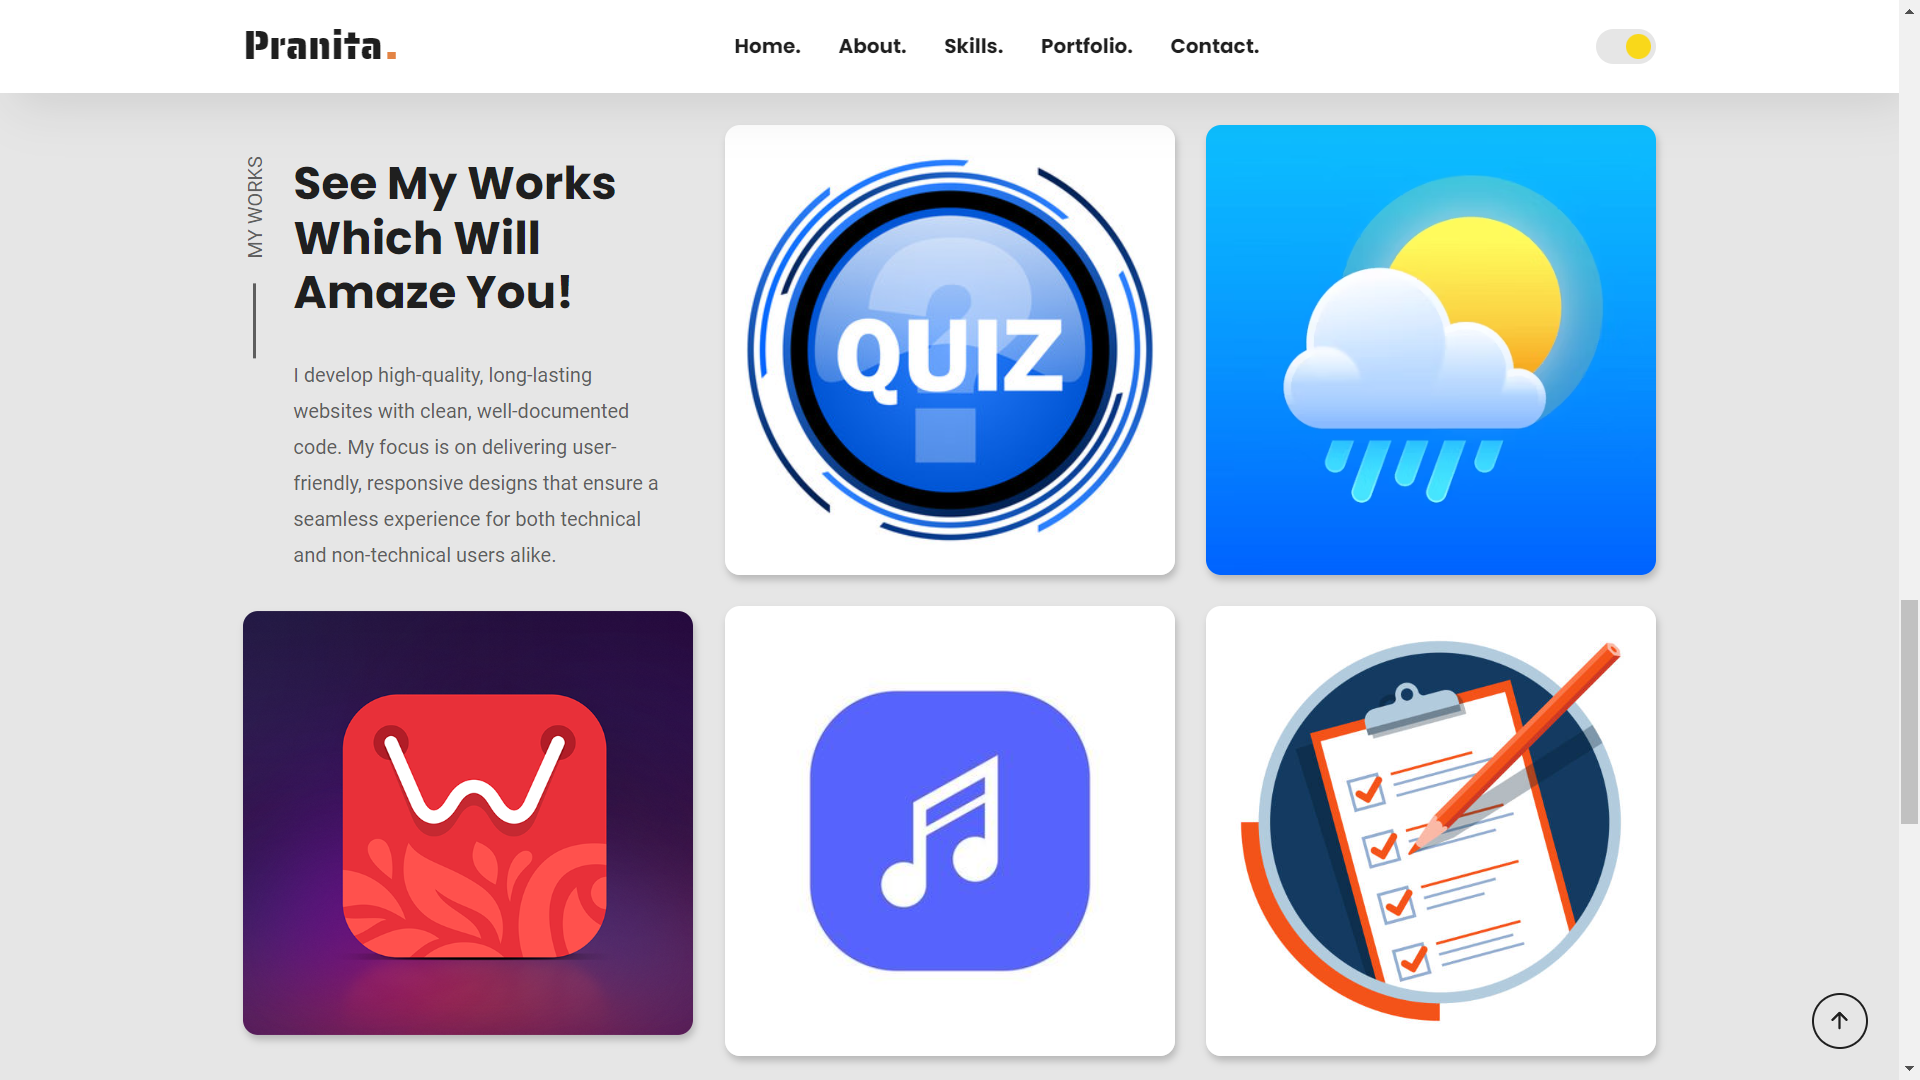 Pranita.
Home. About. Skills. Portfolio. Contact.
MY WORKS
See My Works
Which Will
Amaze You!
I develop high-quality, long-lasting
websites with clean, well-documented
code. My focus is on delivering user-
friendly, responsive designs that ensure a
seamless experience for both technical
and non-technical users alike.
?
QUIZ